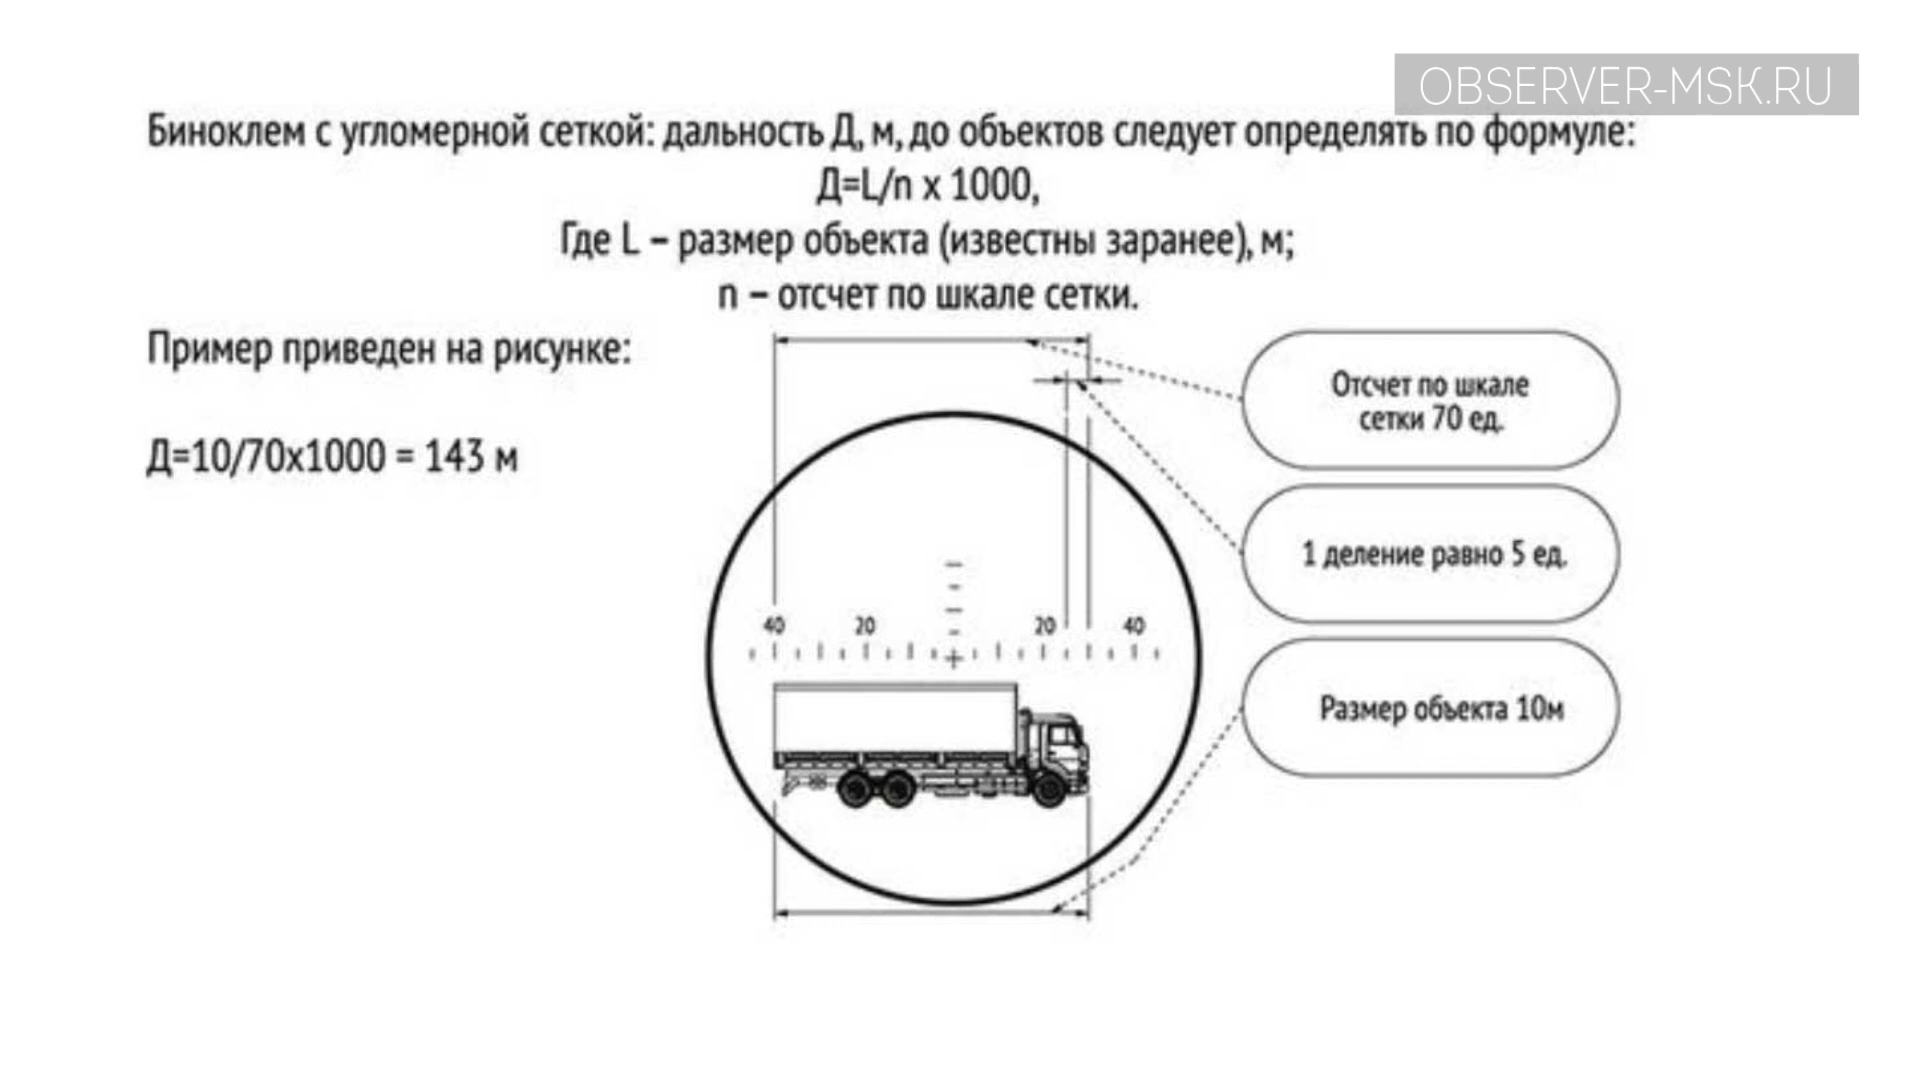 OBSERVER-MSK.RU
Биноклем с угломерной сеткой: дальность Д, м, до объектов следует определять по формуле:
Д=L/n x 1000,
Где L – размер объекта (известны заранее), м;
n – отсчет по шкале сетки.
Пример приведен на рисунке:
Д=10/70x1000 = 143 м
Отсчет по шкале
сетки 70 ед.
1 деление равно 5 ед.
40 20 20 40
Размер объекта 10м